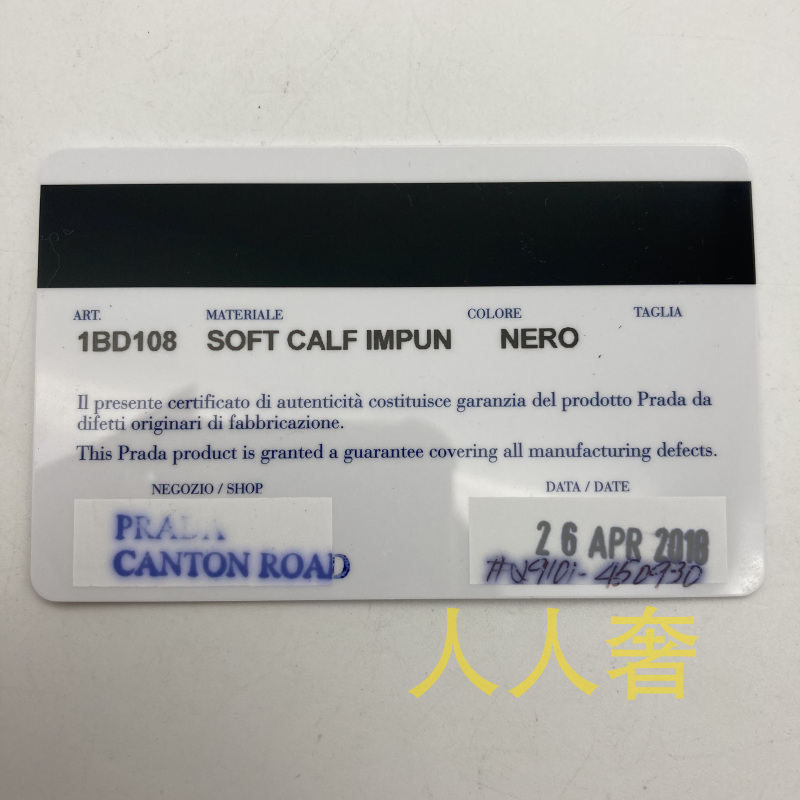 ART. MATERIALE COLORE TAGLIA
1BD108 SOFT CALF IMPUN NERO
Il presente certificato di autenticità costituisce garanzia del prodotto Prada da
difetti originari di fabbricazione.
This Prada product is granted a guarantee covering all manufacturing defects.
NEGOZIO / SHOP DATA / DATE
PRADA
CANTON ROAD
26 APR 2018
人人奢